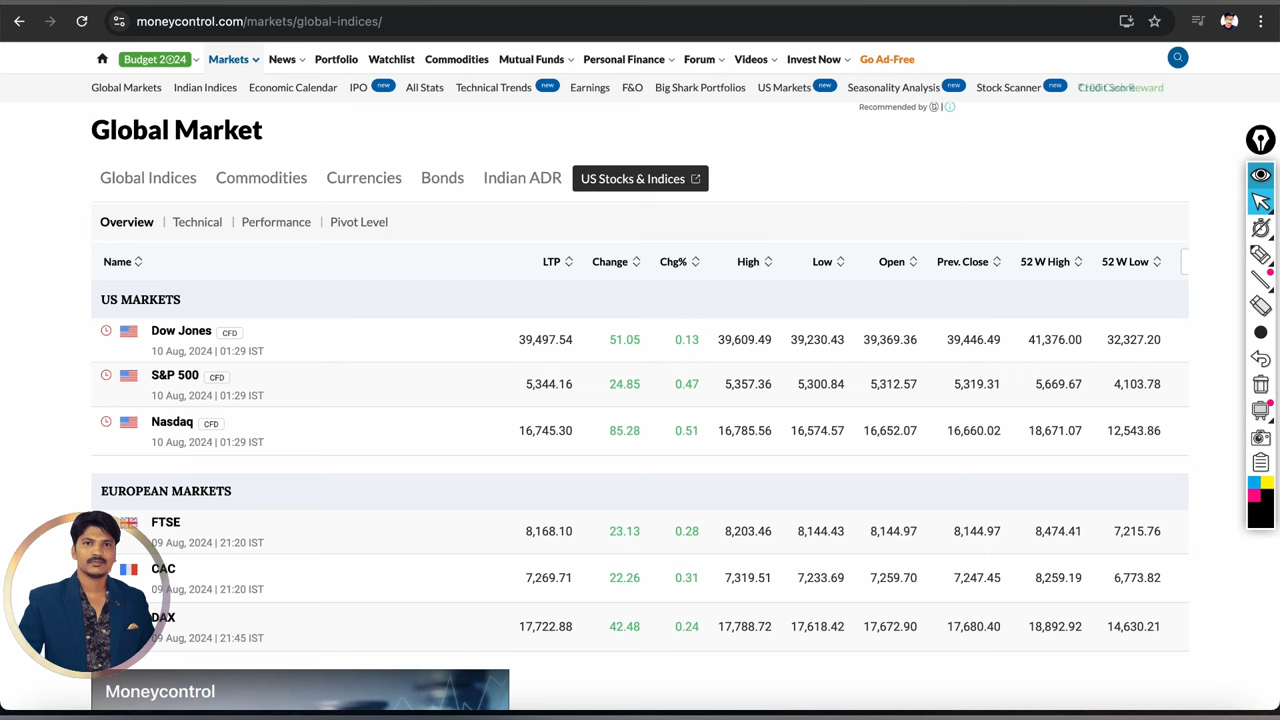 moneycontrol.com/markets/global-indices/
Budget 2024 Markets News Portfolio Watchlist Commodities Mutual Funds Personal Finance Forum Videos Invest Now Go Ad-Free
Global Markets Indian Indices Economic Calendar IPO new All Stats Technical Trends new Earnings F&O Big Shark Portfolios US Markets new Seasonality Analysis new Stock Scanner new
Recommended by
Global Market
Global Indices Commodities Currencies Bonds Indian ADR US Stocks & Indices
Overview | Technical | Performance | Pivot Level
Name LTP Change Chg% High Low Open Prev. Close 52 W High 52 W Low
US MARKETS
Dow Jones CFD 39,497.54 51.05 0.13 39,609.49 39,230.43 39,369.36 39,446.49 41,376.00 32,327.20
10 Aug, 2024 | 01:29 IST
S&P 500 CFD 5,344.16 24.85 0.47 5,357.36 5,300.84 5,312.57 5,319.31 5,669.67 4,103.78
10 Aug, 2024 | 01:29 IST
Nasdaq CFD 16,745.30 85.28 0.51 16,785.56 16,574.57 16,652.07 16,660.02 18,671.07 12,543.86
10 Aug, 2024 | 01:29 IST
EUROPEAN MARKETS
FTSE 8,168.10 23.13 0.28 8,203.46 8,144.43 8,144.97 8,144.97 8,474.41 7,215.76
09 Aug, 2024 | 21:20 IST
CAC 7,269.71 22.26 0.31 7,319.51 7,233.69 7,259.70 7,247.45 8,259.19 6,773.82
09 Aug, 2024 | 21:20 IST
DAX 17,722.88 42.48 0.24 17,788.72 17,618.42 17,672.90 17,680.40 18,892.92 14,630.21
09 Aug, 2024 | 21:45 IST
Moneycontrol